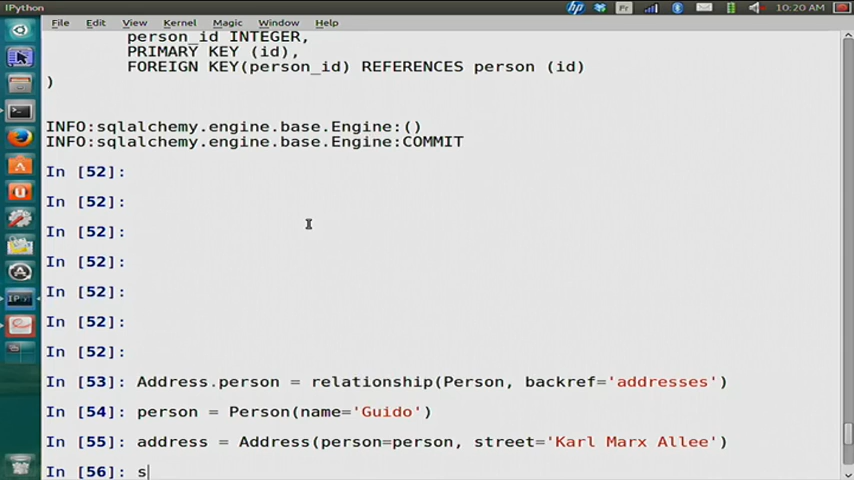 IPython
Fr
10:20 AM
File Edit View Kernel Magic Window Help
person_id INTEGER,
PRIMARY KEY (id),
FOREIGN KEY(person_id) REFERENCES person (id)
)
INFO:sqlalchemy.engine.base.Engine:()
INFO:sqlalchemy.engine.base.Engine:COMMIT
In [52]:
In [52]:
In [52]:
In [52]:
In [52]:
In [52]:
In [52]:
In [53]: Address.person = relationship(Person, backref='addresses')
In [54]: person = Person(name='Guido')
In [55]: address = Address(person=person, street='Karl Marx Allee')
In [56]: s